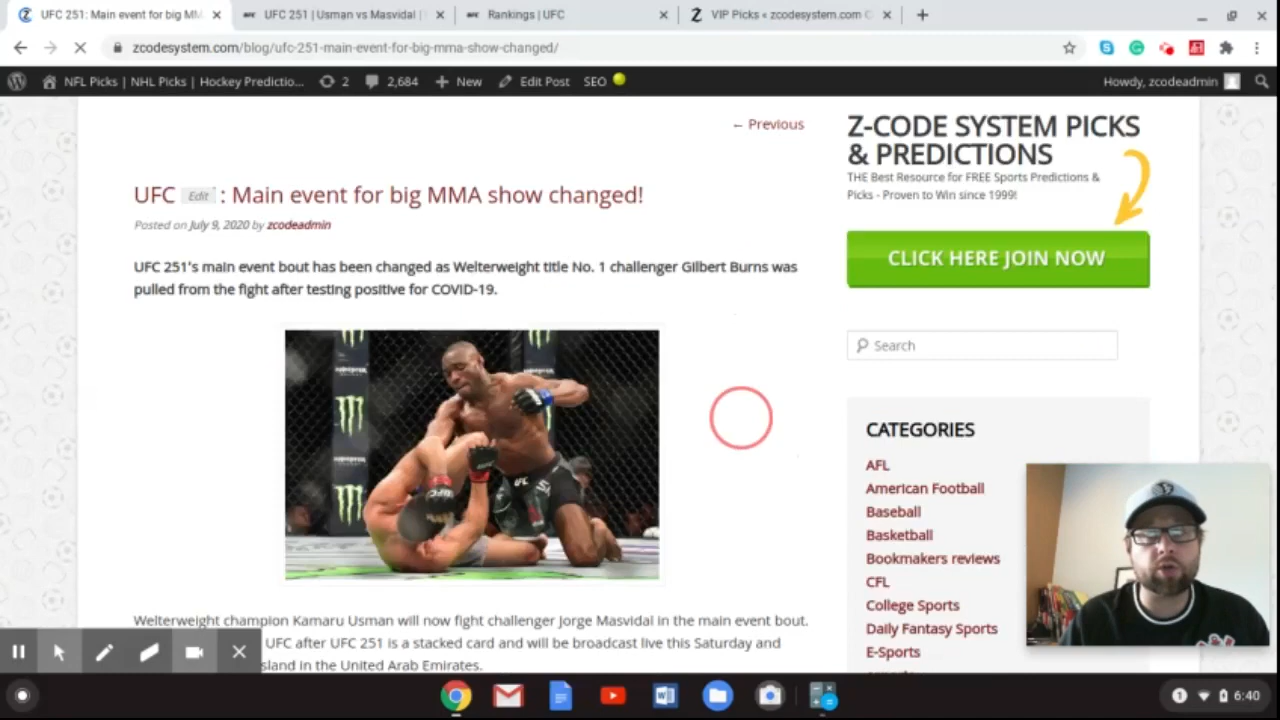 UFC 251: Main event for big MM
UFC 251 | Usman vs Masvidal |
Rankings | UFC
VIP Picks « zcodesystem.com
zcodesystem.com/blog/ufc-251-main-event-for-big-mma-show-changed/
NFL Picks | NHL Picks | Hockey Predictio... 2 2,684 New Edit Post SEO
Howdy, zcodeadmin
← Previous
UFC Edit : Main event for big MMA show changed!
Posted on July 9, 2020 by zcodeadmin
UFC 251's main event bout has been changed as Welterweight title No. 1 challenger Gilbert Burns was
pulled from the fight after testing positive for COVID-19.
Welterweight champion Kamaru Usman will now fight challenger Jorge Masvidal in the main event bout.
UFC after UFC 251 is a stacked card and will be broadcast live this Saturday and
sland in the United Arab Emirates.
Z-CODE SYSTEM PICKS
& PREDICTIONS
THE Best Resource for FREE Sports Predictions &
Picks - Proven to Win since 1999!
CLICK HERE JOIN NOW
Search
CATEGORIES
AFL
American Football
Baseball
Basketball
Bookmakers reviews
CFL
College Sports
Daily Fantasy Sports
E-Sports
1
6:40